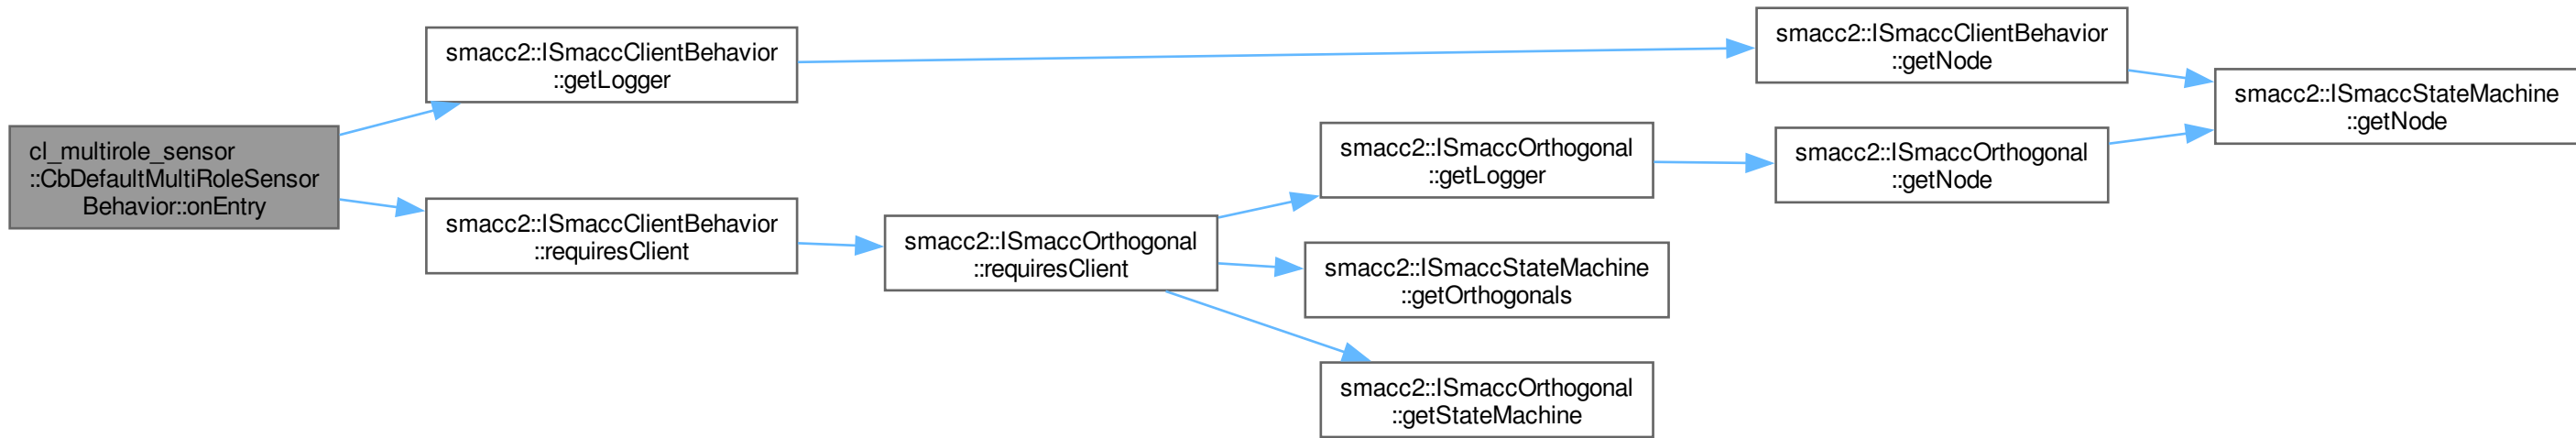 cl_multirole_sensor
::CbDefaultMultiRoleSensor
Behavior::onEntry
smacc2::ISmaccClientBehavior
::getLogger
smacc2::ISmaccClientBehavior
::getNode
smacc2::ISmaccStateMachine
::getNode
smacc2::ISmaccClientBehavior
::requiresClient
smacc2::ISmaccOrthogonal
::requiresClient
smacc2::ISmaccOrthogonal
::getLogger
smacc2::ISmaccOrthogonal
::getNode
smacc2::ISmaccStateMachine
::getOrthogonals
smacc2::ISmaccOrthogonal
::getStateMachine